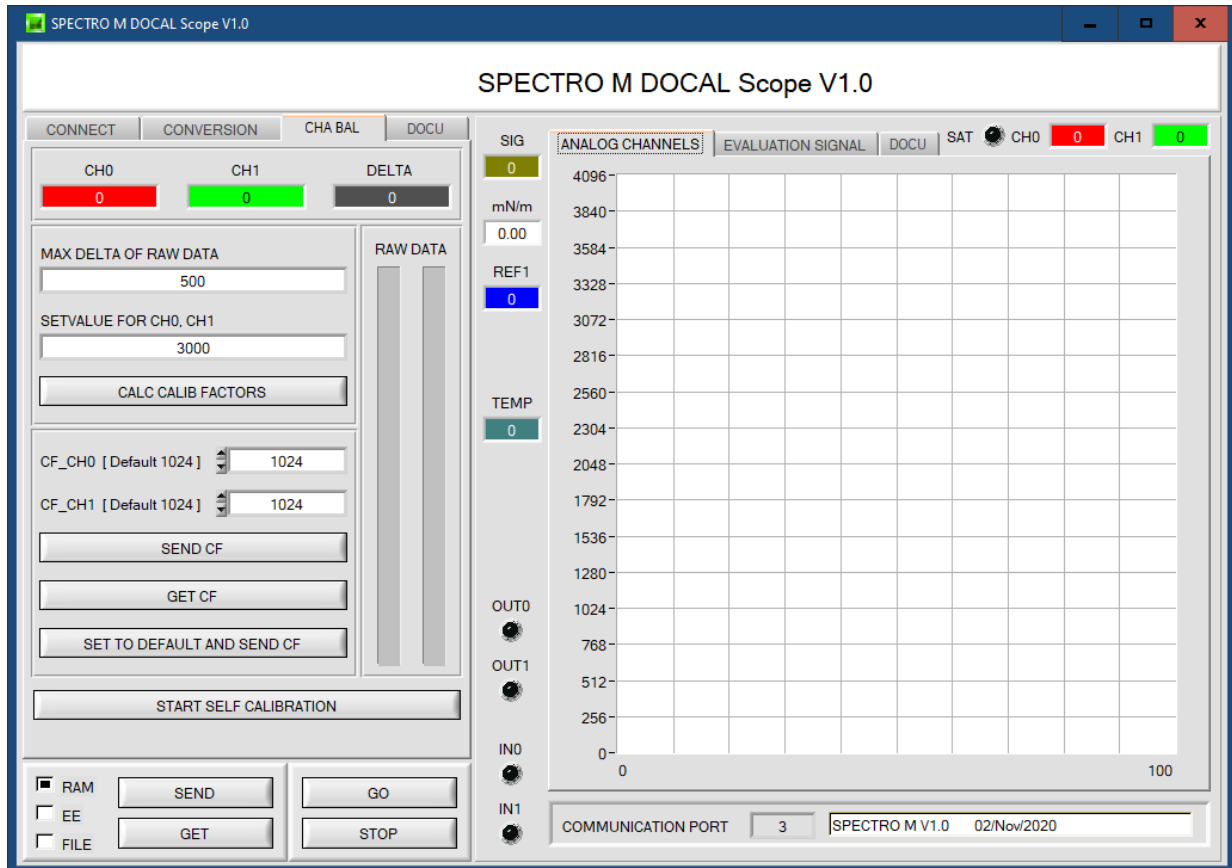 SPECTRO M DOCAL Scope V1.0
SPECTRO M DOCAL Scope V1.0
CONNECT CONVERSION CHA BAL DOCU
CH0 CH1 DELTA
0 0 0
MAX DELTA OF RAW DATA
500
SETVALUE FOR CH0, CH1
3000
CALC CALIB FACTORS
RAW DATA
CF_CH0 [ Default 1024 ] 1024
CF_CH1 [ Default 1024 ] 1024
SEND CF
GET CF
SET TO DEFAULT AND SEND CF
START SELF CALIBRATION
RAM
EE
FILE
SEND
GET
GO
STOP
SIG
0
mN/m
0.00
REF1
0
TEMP
0
OUT0
OUT1
IN0
IN1
ANALOG CHANNELS EVALUATION SIGNAL DOCU SAT CH0 0 CH1 0
4096
3840
3584
3328
3072
2816
2560
2304
2048
1792
1536
1280
1024
768
512
256
0
0 100
COMMUNICATION PORT 3 SPECTRO M V1.0 02/Nov/2020